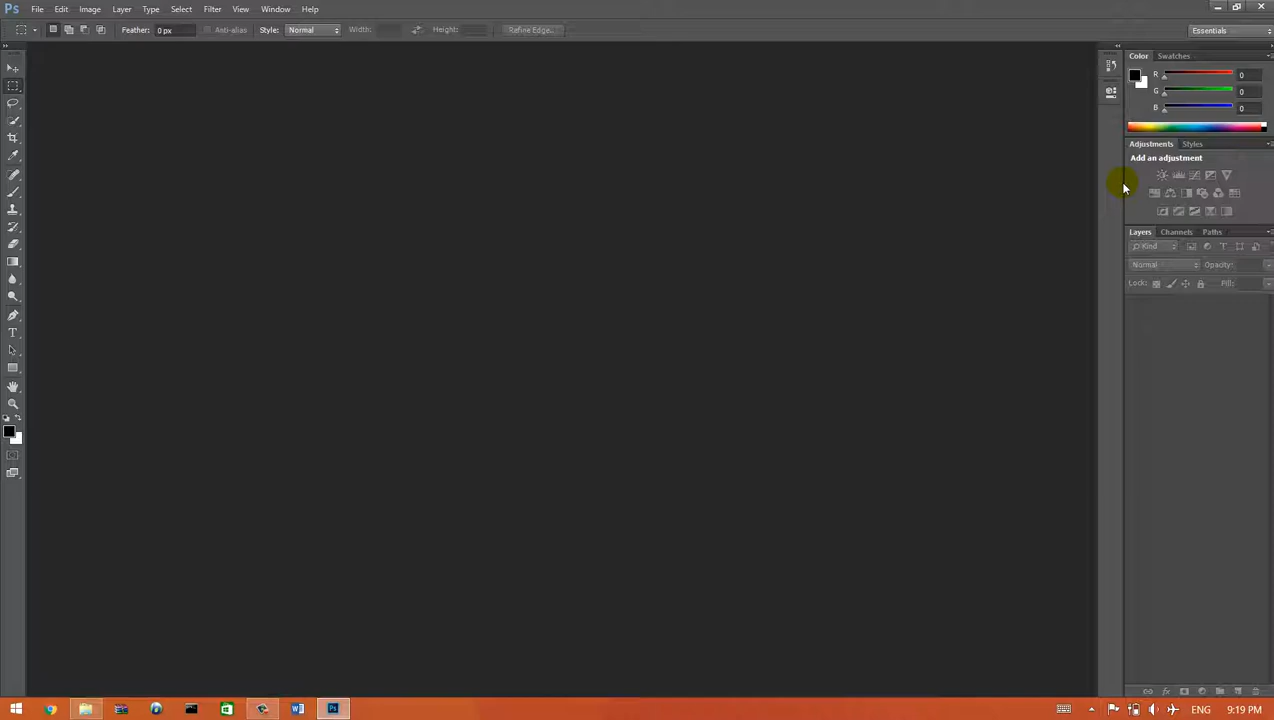 Ps File Edit Image Layer Type Select Filter View Window Help
Feather: 0 px Anti-alias Style: Normal Width: Height: Refine Edge... Essentials
Color Swatches
R 0
G 0
B 0
Adjustments Styles
Add an adjustment
Layers Channels Paths
Kind
Normal Opacity:
Lock: Fill:
ENG 9:19 PM